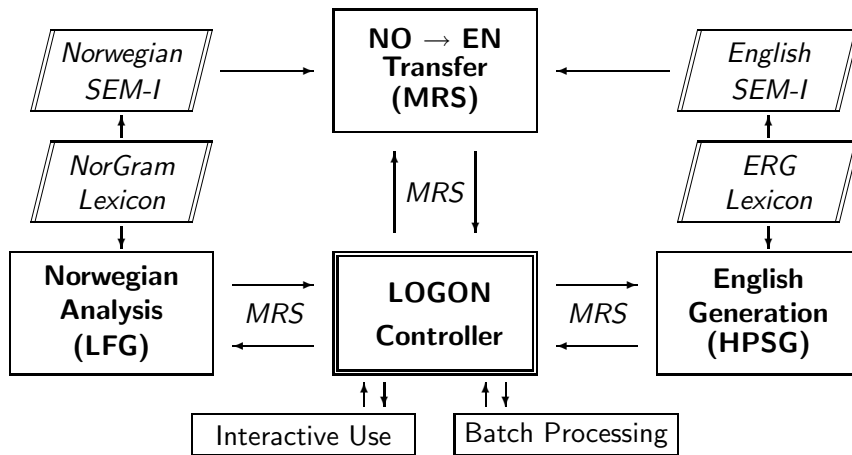 Norwegian
SEM-I
NO → EN
Transfer
(MRS)
English
SEM-I
NorGram
Lexicon
MRS
ERG
Lexicon
Norwegian
Analysis
(LFG)
MRS
LOGON
Controller
MRS
English
Generation
(HPSG)
Interactive Use
Batch Processing